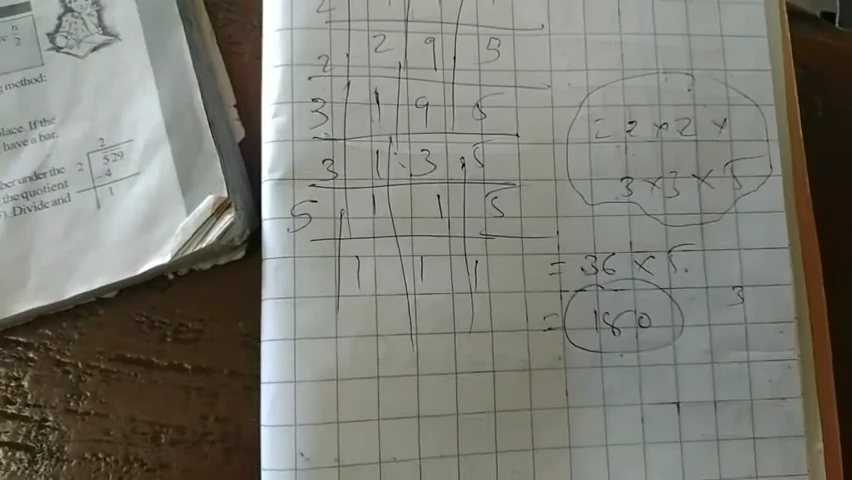 n
2
method:
place. If the
have a bar.
2
2 529
-4
1
ber under the
the quotient
Divide and
2
2 2 9 5
3 1 9 5
3 1 3 5
5 1 1 5
1 1 1
= 2 × 2 ×
3 × 3 × 5
= 36 × 5
= 180
3